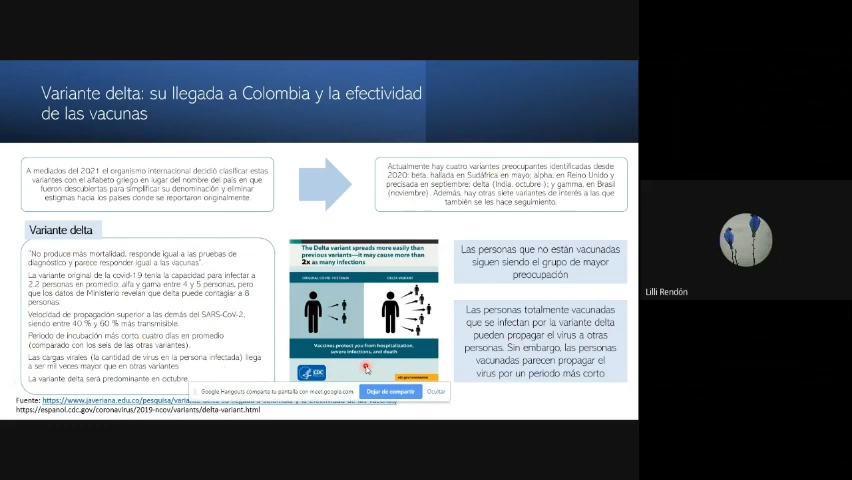 Variante delta: su llegada a Colombia y la efectividad
de las vacunas
A mediados del 2021 el organismo internacional decidió clasificar estas
variantes con el alfabeto griego en lugar del nombre del país en que
fueron descubiertas para simplificar su denominación y eliminar
estigmas hacia los países donde se reportaron originalmente
Actualmente hay cuatro variantes preocupantes identificadas desde
2020: beta, hallada en Sudáfrica en mayo; alpha, en Reino Unido y
precisada en septiembre; delta (India, octubre ); y gamma, en Brasil
(noviembre). Además, hay otras siete variantes de interés a las que
también se les hace seguimiento.
Variante delta
"No produce más mortalidad, responde igual a las pruebas de
diagnóstico y parece responder igual a las vacunas".
La variante original de la covid-19 tenía la capacidad para infectar a
2.2 personas en promedio; alfa y gama entre 4 y 5 personas, pero
que los datos de Ministerio revelan que delta puede contagiar a 8
personas.
Velocidad de propagación superior a las demás del SARS-CoV-2,
siendo entre 40 % y 60 % más transmisible.
Periodo de incubación más corto: cuatro días en promedio
(comparado con los seis de las otras variantes).
Las cargas virales (la cantidad de virus en la persona infectada) llega
a ser mil veces mayor que en otras variantes
La variante delta será predominante en octubre
The Delta variant spreads more easily than
previous variants—it may cause more than
2x as many infections
ORIGINAL COVID-19 STRAIN
DELTA VARIANT
Vaccines protect you from hospitalization,
severe infections, and death
CDC
Las personas que no están vacunadas
siguen siendo el grupo de mayor
preocupación
Las personas totalmente vacunadas
que se infectan por la variante delta
pueden propagar el virus a otras
personas. Sin embargo, las personas
vacunadas parecen propagar el
virus por un periodo más corto
Google Hangouts comparte tu pantalla con meet.google.com.
Dejar de compartir
Ocultar
Fuente: https://www.javeriana.edu.co/pesquisa/
https://espanol.cdc.gov/coronavirus/2019-ncov/variants/delta-variant.html
Lilli Rendón